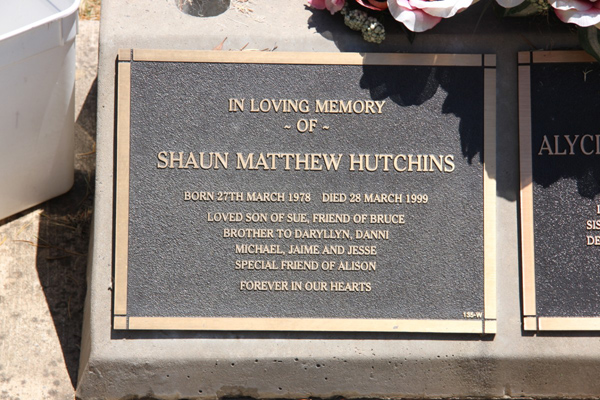 IN LOVING MEMORY
~ OF ~
SHAUN MATTHEW HUTCHINS
BORN 27TH MARCH 1978 DIED 28 MARCH 1999
LOVED SON OF SUE, FRIEND OF BRUCE
BROTHER TO DARYLLYN, DANNI
MICHAEL, JAIME AND JESSE
SPECIAL FRIEND OF ALISON
FOREVER IN OUR HEARTS
135-W